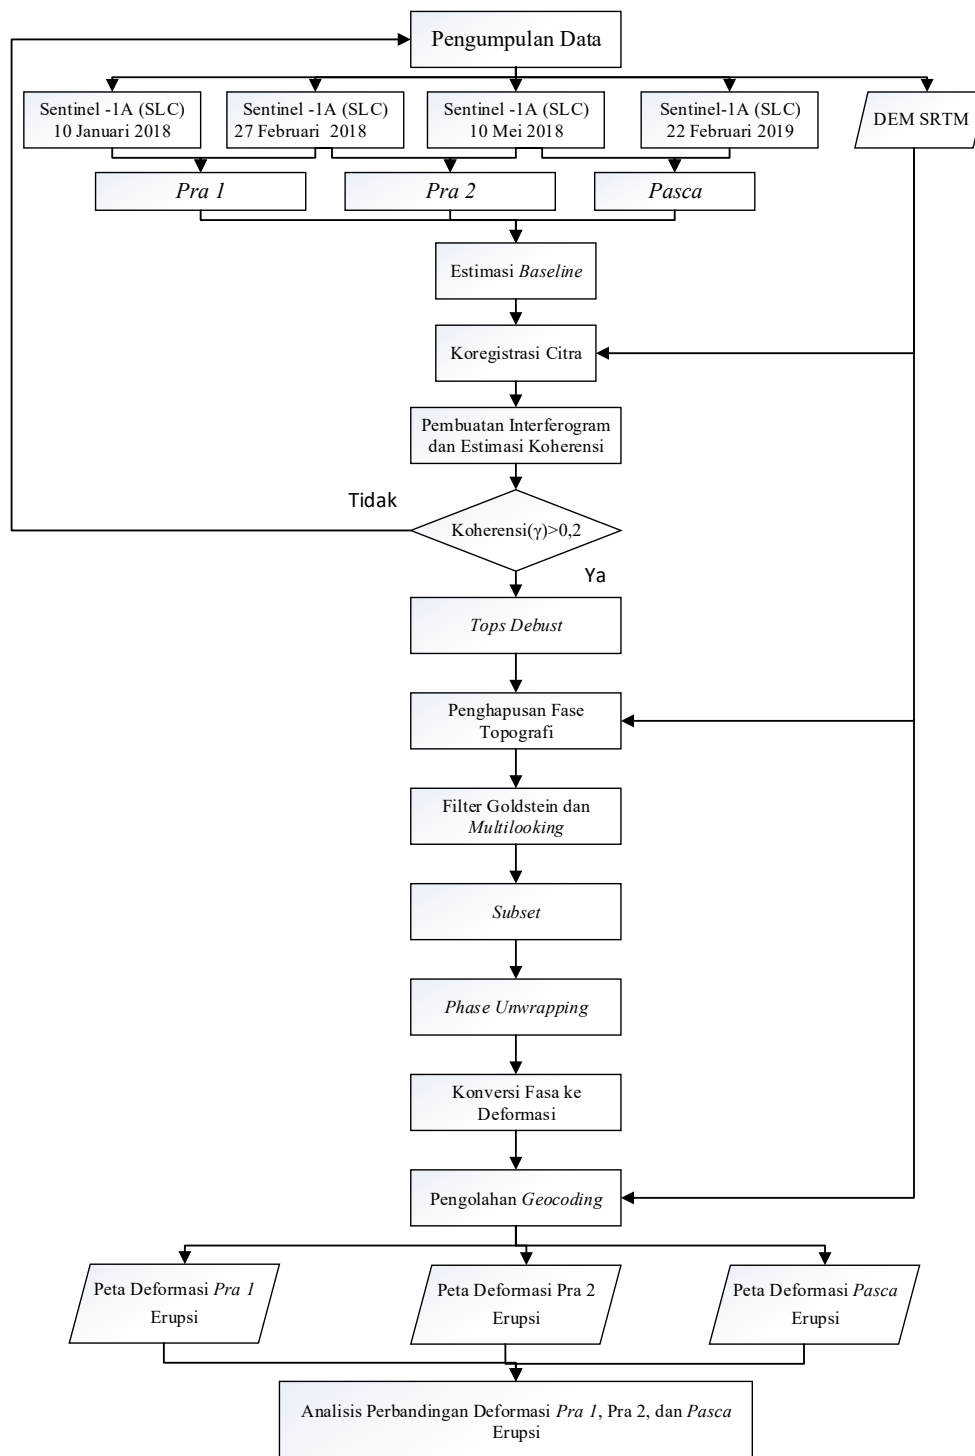 Pengumpulan Data
Sentinel -1A (SLC)
10 Januari 2018
Sentinel -1A (SLC)
27 Februari 2018
Sentinel -1A (SLC)
10 Mei 2018
Sentinel-1A (SLC)
22 Februari 2019
DEM SRTM
Pra 1
Pra 2
Pasca
Estimasi Baseline
Koregistrasi Citra
Pembuatan Interferogram
dan Estimasi Koherensi
Tidak
Koherensi(γ)>0,2
Ya
Tops Debust
Penghapusan Fase
Topografi
Filter Goldstein dan
Multilooking
Subset
Phase Unwrapping
Konversi Fasa ke
Deformasi
Pengolahan Geocoding
Peta Deformasi Pra 1
Erupsi
Peta Deformasi Pra 2
Erupsi
Peta Deformasi Pasca
Erupsi
Analisis Perbandingan Deformasi Pra 1, Pra 2, dan Pasca
Erupsi